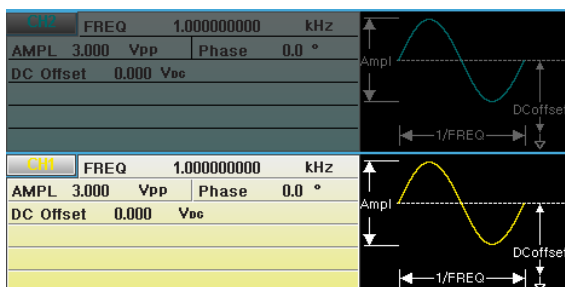 CH2 FREQ 1.000000000 kHz
AMPL 3.000 Vpp Phase 0.0 °
DC Offset 0.000 VDC
Ampl
DCoffset
1/FREQ
CH1 FREQ 1.000000000 kHz
AMPL 3.000 Vpp Phase 0.0 °
DC Offset 0.000 VDC
Ampl
DCoffset
1/FREQ